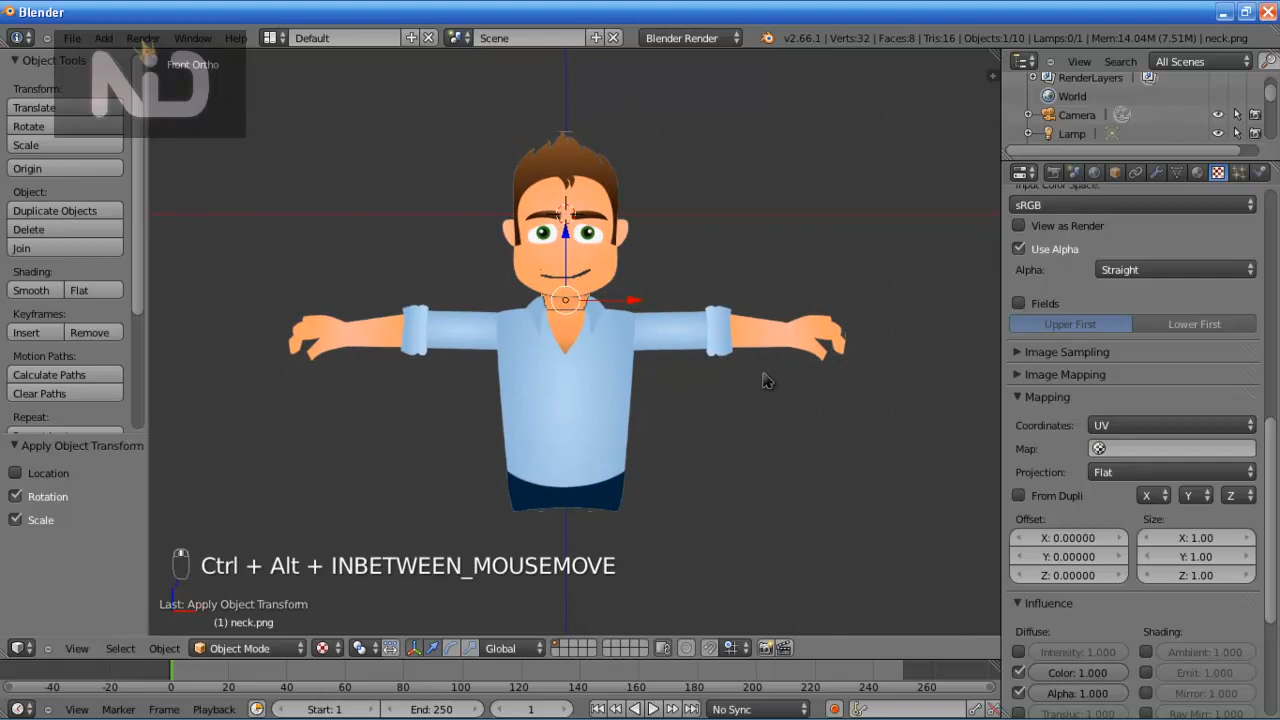 Blender
File Add Render Window Help Default Scene Blender Render v2.66.1 | Verts:32 | Faces:8 | Tris:16 | Objects:1/10 | Lamps:0/1 | Mem:14.04M (7.51M) | neck.png
Object Tools
Transform:
Translate
Rotate
Scale
Origin
Object:
Duplicate Objects
Delete
Join
Shading:
Smooth Flat
Keyframes:
Insert Remove
Motion Paths:
Calculate Paths
Clear Paths
Repeat:
Apply Object Transform
Location
Rotation
Scale
NiD
Front Ortho
Ctrl + Alt + INBETWEEN_MOUSEMOVE
Last: Apply Object Transform
(1) neck.png
View Select Object Object Mode Global
View Search All Scenes
RenderLayers
World
Camera
Lamp
Input Color Space:
sRGB
View as Render
Use Alpha
Alpha: Straight
Fields
Upper First Lower First
Image Sampling
Image Mapping
Mapping
Coordinates: UV
Map:
Projection: Flat
From Dupli X Y Z
Offset: Size:
X: 0.00000 X: 1.00
Y: 0.00000 Y: 1.00
Z: 0.00000 Z: 1.00
Influence
Diffuse: Shading:
Intensity: 1.000 Ambient: 1.000
Color: 1.000 Emit: 1.000
Alpha: 1.000 Mirror: 1.000
Transluc: Ray Mirr: 1.000
-40 -20 0 20 40 60 80 100 120 140 160 180 200 220 240 260
View Marker Frame Playback Start: 1 End: 250 1 No Sync